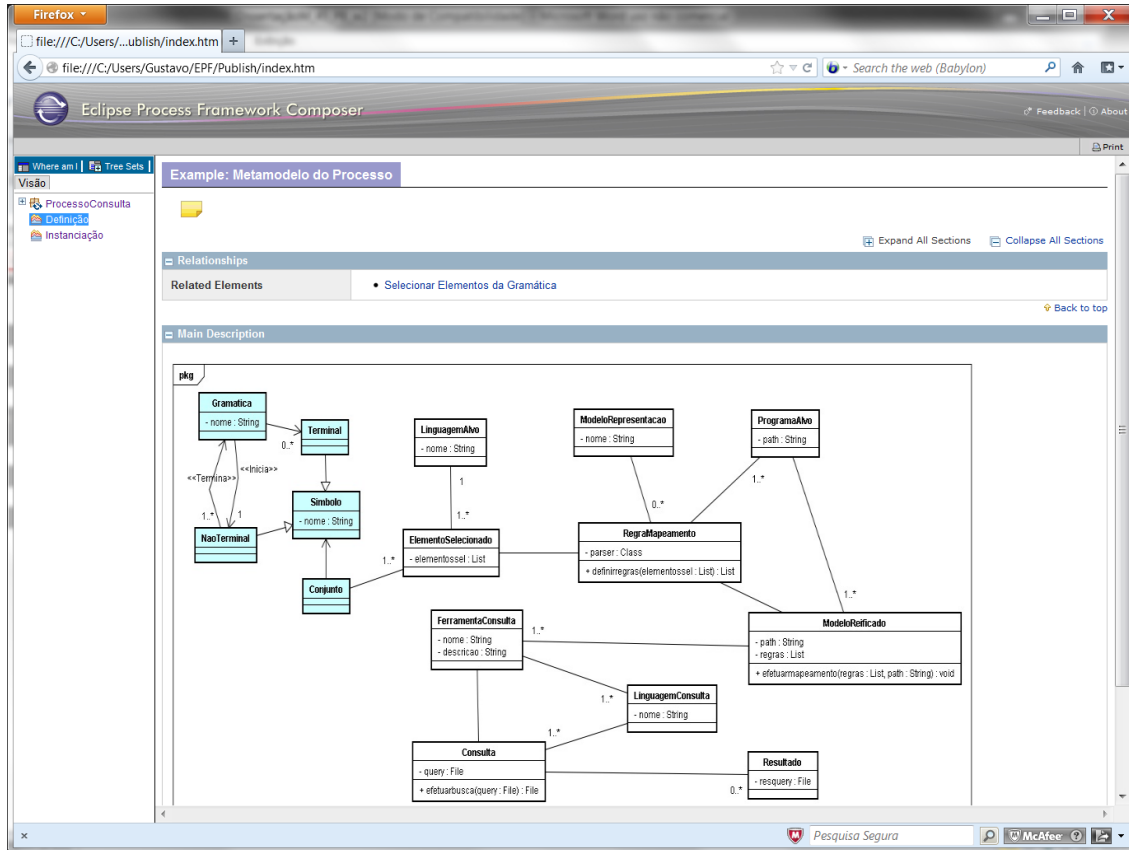 Firefox
file:///C:/Users/...ublish/index.htm +
file:///C:/Users/Gustavo/EPF/Publish/index.htm
Search the web (Babylon)
Eclipse Process Framework Composer
Feedback | About
Print
Where am I
Tree Sets
Visão
ProcessoConsulta
Definição
Instanciação
Example: Metamodelo do Processo
Expand All Sections
Collapse All Sections
Relationships
Related Elements
• Selecionar Elementos da Gramática
Back to top
Main Description
pkg
Gramatica
- nome : String
Terminal
0..*
<<Termina>>
<<Inicia>>
1..*
1
NaoTerminal
Simbolo
- nome : String
Conjunto
1..*
LinguagemAlvo
- nome : String
1
1..*
ElementoSelecionado
- elementossel : List
ModeloRepresentacao
- nome : String
0..*
ProgramaAlvo
- path : String
1..*
RegraMapeamento
- parser : Class
+ definirregras(elementossel : List) : List
1..*
ModeloReificado
- path : String
- regras : List
+ efetuarmapeamento(regras : List, path : String) : void
FerramentaConsulta
- nome : String
- descricao : String
1..*
1..*
LinguagemConsulta
- nome : String
1..*
Consulta
- query : File
+ efetuarbusca(query : File) : File
Resultado
- resquery : File
0..*
×
Pesquisa Segura
McAfee